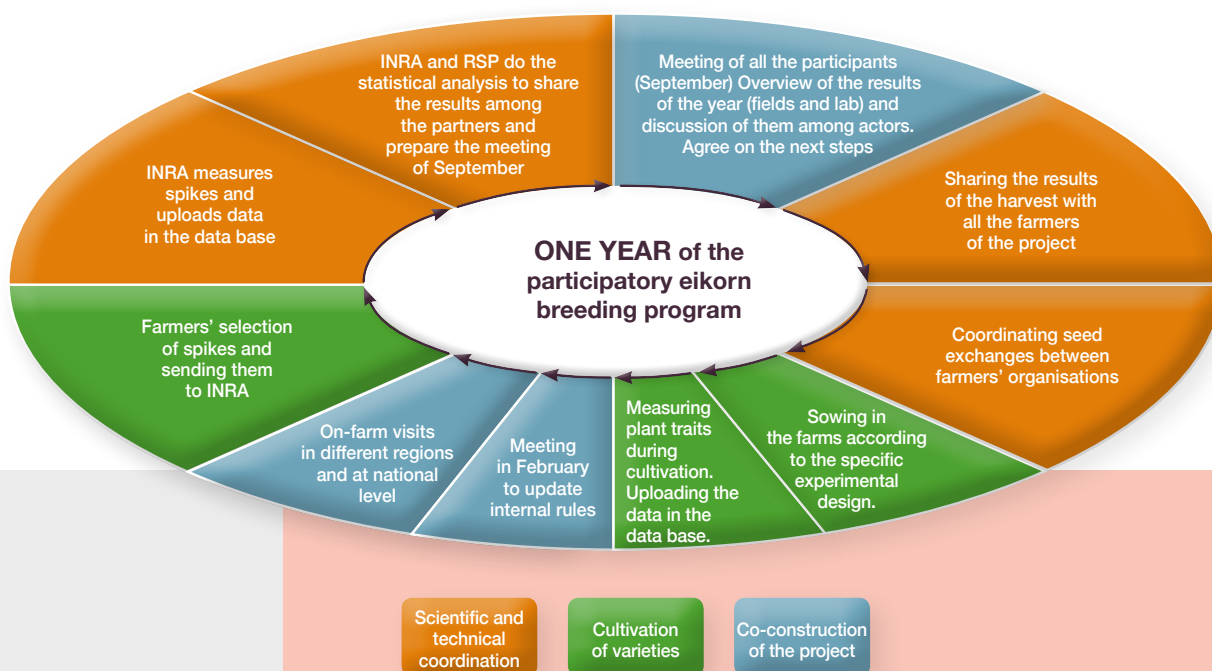 INRA and RSP do the
statistical analysis to share
the results among
the partners and
prepare the meeting
of September
Meeting of all the participants
(September) Overview of the results
of the year (fields and lab) and
discussion of them among actors.
Agree on the next steps
Sharing the results
of the harvest with
all the farmers
of the project
Coordinating seed
exchanges between
farmers’ organisations
Sowing in
the farms according
to the specific
experimental
design.
Measuring
plant traits
during
cultivation.
Uploading the
data in the
data base.
Meeting
in February
to update
internal rules
On-farm visits
in different regions
and at national
level
Farmers’ selection
of spikes and
sending them
to INRA
INRA measures
spikes and
uploads data
in the data base
ONE YEAR of the
participatory eikorn
breeding program
Scientific and
technical
coordination
Cultivation
of varieties
Co-construction
of the project